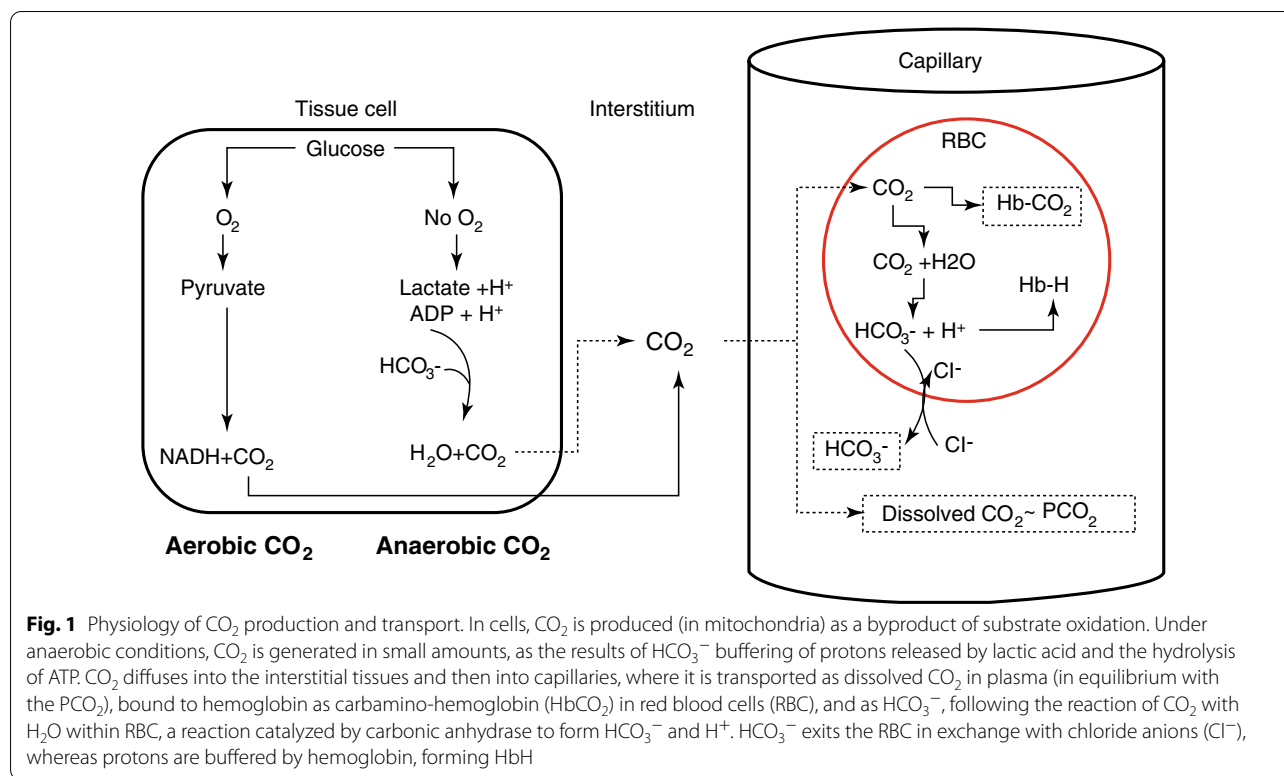 Capillary
Tissue cell
Interstitium
Glucose
RBC
O₂
No O₂
CO₂
Hb-CO₂
Pyruvate
Lactate +H⁺
ADP + H⁺
CO₂ +H2O
Hb-H
HCO₃- + H⁺
HCO₃-
CO₂
Cl-
NADH+CO₂
H₂O+CO₂
HCO₃-
Cl-
Dissolved CO₂~ PCO₂
Aerobic CO₂
Anaerobic CO₂
Fig. 1 Physiology of CO₂ production and transport. In cells, CO₂ is produced (in mitochondria) as a byproduct of substrate oxidation. Under
anaerobic conditions, CO₂ is generated in small amounts, as the results of HCO₃⁻ buffering of protons released by lactic acid and the hydrolysis
of ATP. CO₂ diffuses into the interstitial tissues and then into capillaries, where it is transported as dissolved CO₂ in plasma (in equilibrium with
the PCO₂), bound to hemoglobin as carbamino-hemoglobin (HbCO₂) in red blood cells (RBC), and as HCO₃⁻, following the reaction of CO₂ with
H₂O within RBC, a reaction catalyzed by carbonic anhydrase to form HCO₃⁻ and H⁺. HCO₃⁻ exits the RBC in exchange with chloride anions (Cl⁻),
whereas protons are buffered by hemoglobin, forming HbH